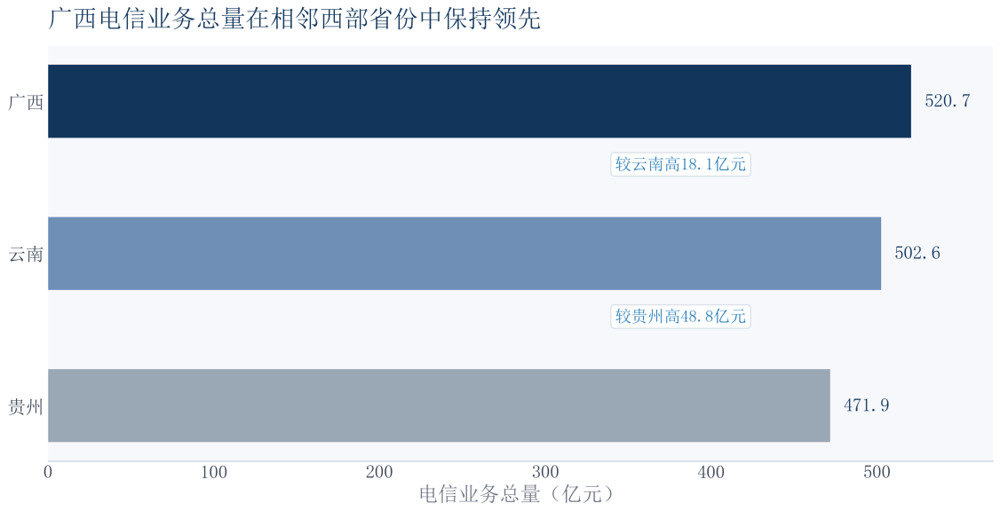 广西电信业务总量在相邻西部省份中保持领先
广西
520.7
较云南高18.1亿元
云南
502.6
较贵州高48.8亿元
贵州
471.9
0 100 200 300 400 500
电信业务总量（亿元）